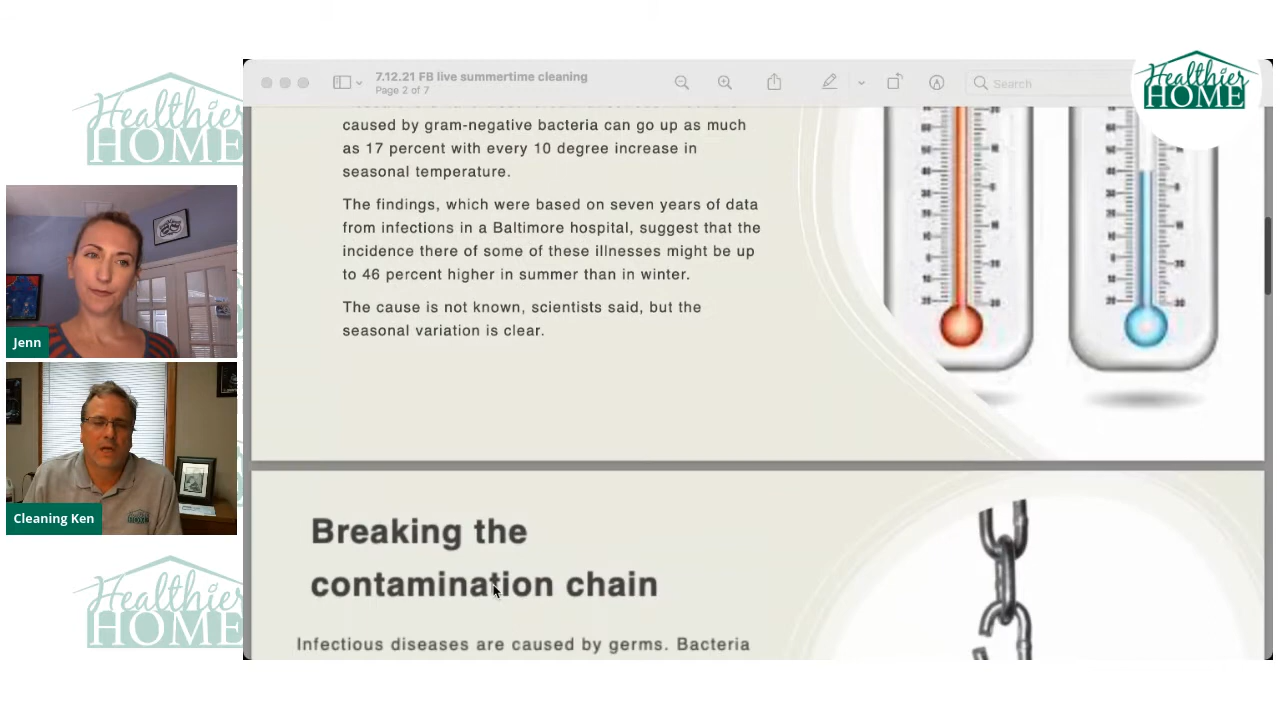 Healthier
HOME
Healthier
HOME
Healthier
HOME
7.12.21 FB live summertime cleaning
Page 2 of 7
Search
caused by gram-negative bacteria can go up as much
as 17 percent with every 10 degree increase in
seasonal temperature.
The findings, which were based on seven years of data
from infections in a Baltimore hospital, suggest that the
incidence there of some of these illnesses might be up
to 46 percent higher in summer than in winter.
The cause is not known, scientists said, but the
seasonal variation is clear.
Breaking the
contamination chain
Infectious diseases are caused by germs. Bacteria
Jenn
Cleaning Ken